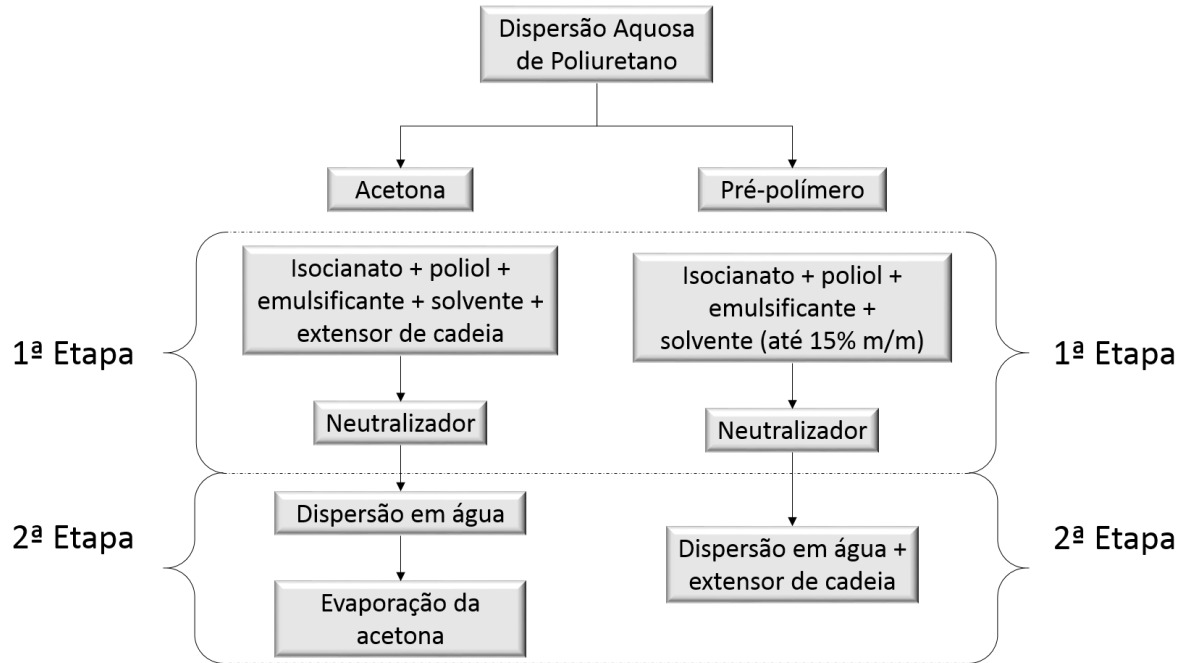 Dispersão Aquosa
de Poliuretano
Acetona
Pré-polímero
1ª Etapa
Isocianato + poliol +
emulsificante + solvente +
extensor de cadeia
Isocianato + poliol +
emulsificante +
solvente (até 15% m/m)
1ª Etapa
Neutralizador
Neutralizador
2ª Etapa
Dispersão em água
Dispersão em água +
extensor de cadeia
2ª Etapa
Evaporação da
acetona